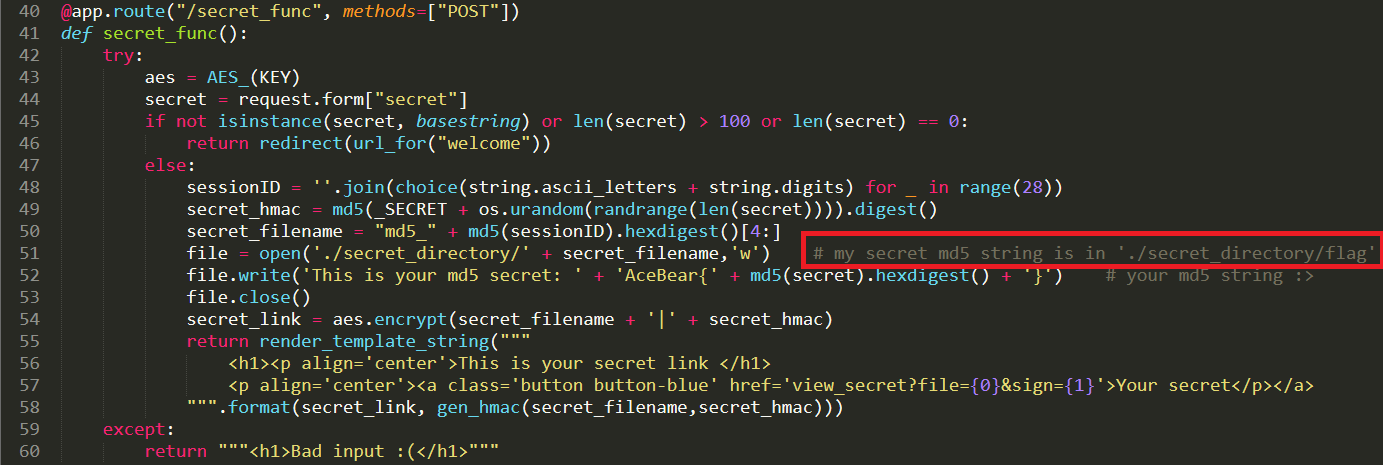 40 @app.route("/secret_func", methods=["POST"])
41 def secret_func():
42     try:
43         aes = AES_(KEY)
44         secret = request.form["secret"]
45         if not isinstance(secret, basestring) or len(secret) > 100 or len(secret) == 0:
46             return redirect(url_for("welcome"))
47         else:
48             sessionID = ''.join(choice(string.ascii_letters + string.digits) for _ in range(28))
49             secret_hmac = md5(_SECRET + os.urandom(randrange(len(secret)))).digest()
50             secret_filename = "md5_" + md5(sessionID).hexdigest()[4:]
51             file = open('./secret_directory/' + secret_filename,'w')   # my secret md5 string is in './secret_directory/flag'
52             file.write('This is your md5 secret: ' + 'AceBear{' + md5(secret).hexdigest() + '}')    # your md5 string :>
53             file.close()
54             secret_link = aes.encrypt(secret_filename + '|' + secret_hmac)
55             return render_template_string("""
56                 <h1><p align='center'>This is your secret link </h1>
57                 <p align='center'><a class='button button-blue' href='view_secret?file={0}&sign={1}'>Your secret</p></a>
58             """.format(secret_link, gen_hmac(secret_filename,secret_hmac)))
59     except:
60         return """<h1>Bad input :(</h1>"""